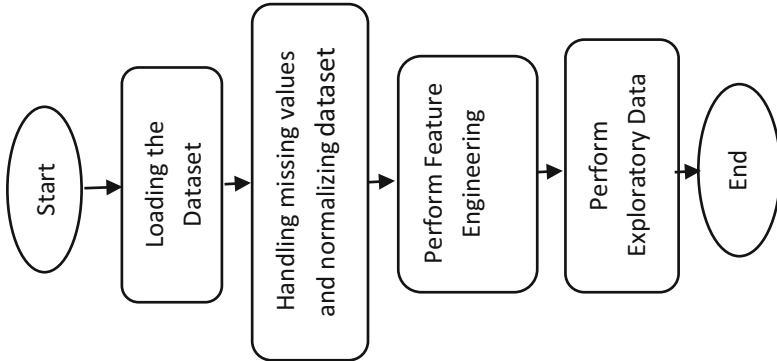 Start
Loading the
Dataset
Handling missing values
and normalizing dataset
Perform Feature
Engineering
Perform
Exploratory Data
End